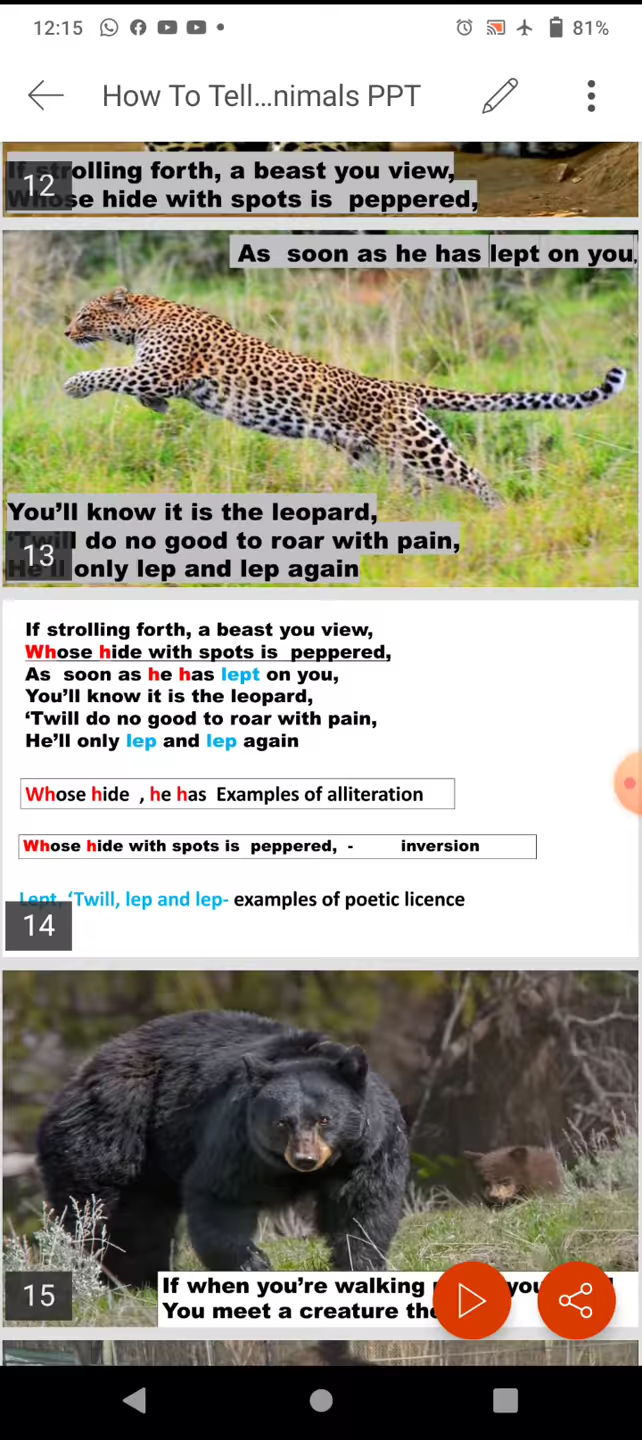 12:15
81%
How To Tell...nimals PPT
strolling forth, a beast you view,
hide with spots is peppered,
12
As soon as he has lept on you,
You'll know it is the leopard,
do no good to roar with pain,
only lep and lep again
13
If strolling forth, a beast you view,
Whose hide with spots is peppered,
As soon as he has lept on you,
You'll know it is the leopard,
‘Twill do no good to roar with pain,
He'll only lep and lep again
Whose hide , he has Examples of alliteration
Whose hide with spots is peppered, - inversion
Lept, ‘Twill, lep and lep- examples of poetic licence
14
If when you're walking
You meet a creature
15